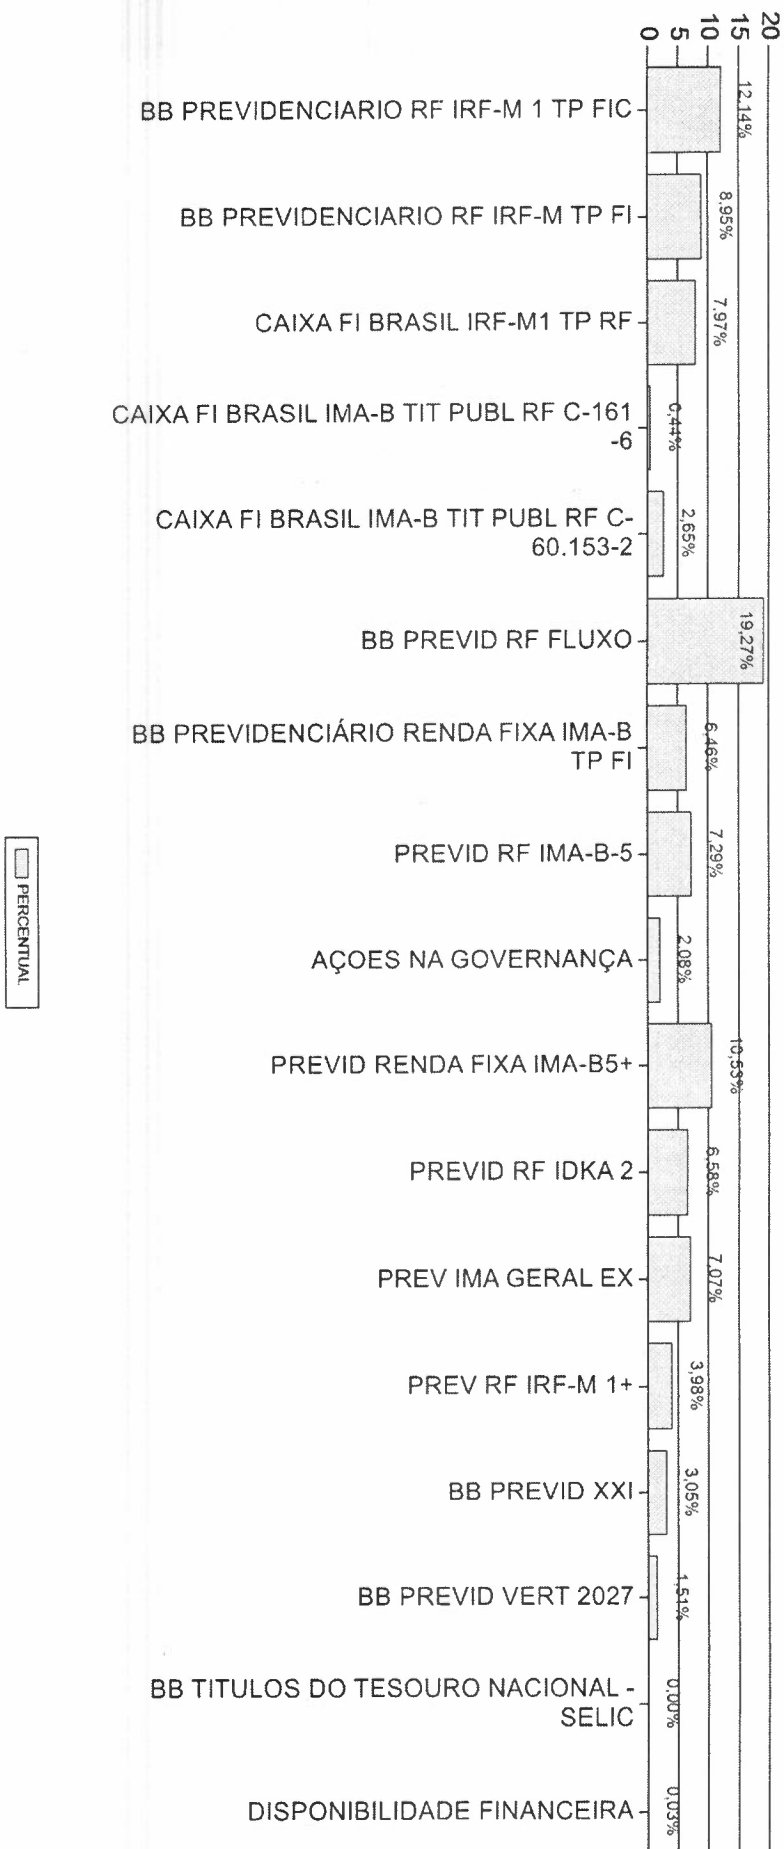 0 5 10 15 20
BB PREVIDENCIARIO RF IRF-M 1 TP FIC
12,14%
BB PREVIDENCIARIO RF IRF-M TP FI
8,95%
CAIXA FI BRASIL IRF-M1 TP RF
7,97%
CAIXA FI BRASIL IMA-B TIT PUBL RF C-161
-6
0,44%
CAIXA FI BRASIL IMA-B TIT PUBL RF C-
60.153-2
2,65%
BB PREVID RF FLUXO
19,27%
BB PREVIDENCIÁRIO RENDA FIXA IMA-B
TP FI
6,46%
PREVID RF IMA-B-5
7,29%
AÇOES NA GOVERNANÇA
2,08%
PREVID RENDA FIXA IMA-B5+
10,53%
PREVID RF IDKA 2
6,58%
PREV IMA GERAL EX
7,07%
PREV RF IRF-M 1+
3,98%
BB PREVID XXI
3,05%
BB PREVID VERT 2027
1,51%
BB TITULOS DO TESOURO NACIONAL -
SELIC
0,00%
DISPONIBILIDADE FINANCEIRA
0,03%
PERCENTUAL